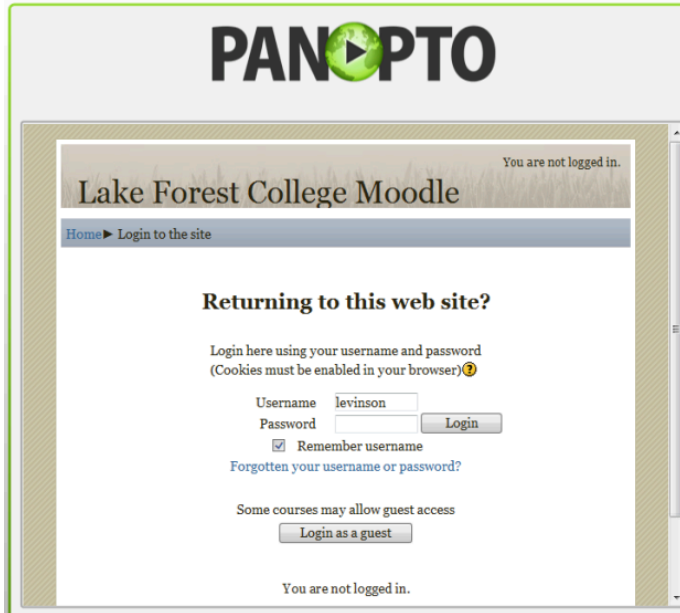 PANOPTO
You are not logged in.
Lake Forest College Moodle
Home► Login to the site
Returning to this web site?
Login here using your username and password
(Cookies must be enabled in your browser)?
Username levinson
Password Login
Remember username
Forgotten your username or password?
Some courses may allow guest access
Login as a guest
You are not logged in.